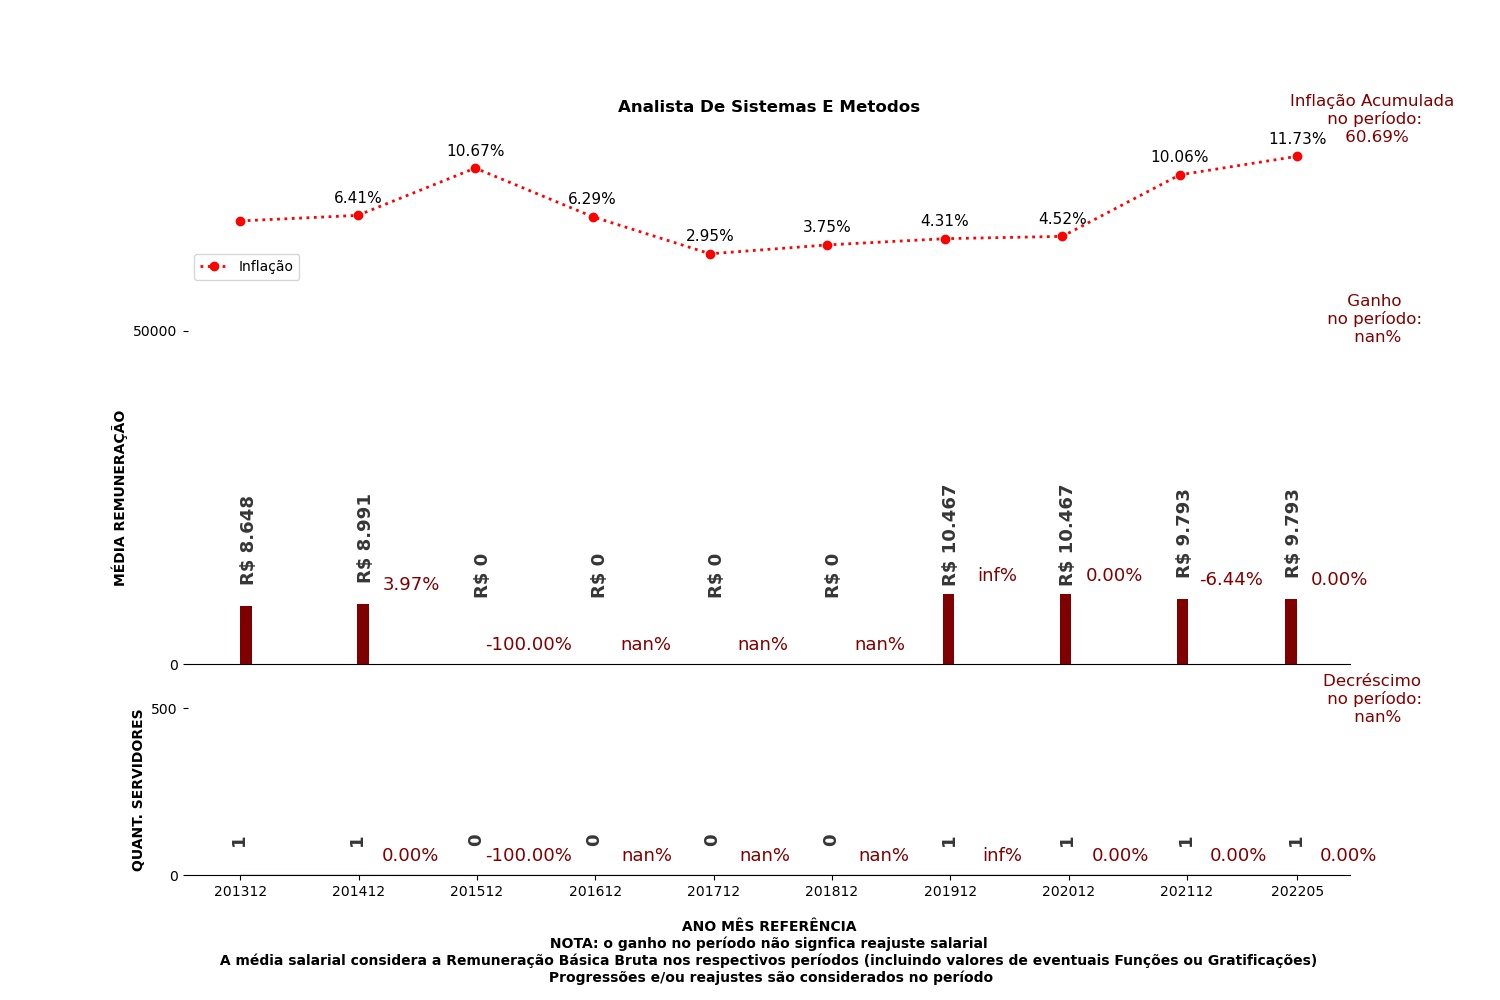 Analista De Sistemas E Metodos
Inflação Acumulada
no período:
60.69%
6.41%
10.67%
6.29%
2.95%
3.75%
4.31%
4.52%
10.06%
11.73%
Inflação
Ganho
no período:
nan%
50000
0
MÉDIA REMUNERAÇÃO
R$ 8.648
R$ 8.991
R$ 0
R$ 0
R$ 0
R$ 0
R$ 10.467
R$ 10.467
R$ 9.793
R$ 9.793
3.97%
-100.00%
nan%
nan%
nan%
inf%
0.00%
-6.44%
0.00%
Decréscimo
no período:
nan%
500
0
QUANT. SERVIDORES
1
1
0
0
0
0
1
1
1
1
0.00%
-100.00%
nan%
nan%
nan%
inf%
0.00%
0.00%
0.00%
201312
201412
201512
201612
201712
201812
201912
202012
202112
202205
ANO MÊS REFERÊNCIA
NOTA: o ganho no período não signfica reajuste salarial
A média salarial considera a Remuneração Básica Bruta nos respectivos períodos (incluindo valores de eventuais Funções ou Gratificações)
Progressões e/ou reajustes são considerados no período